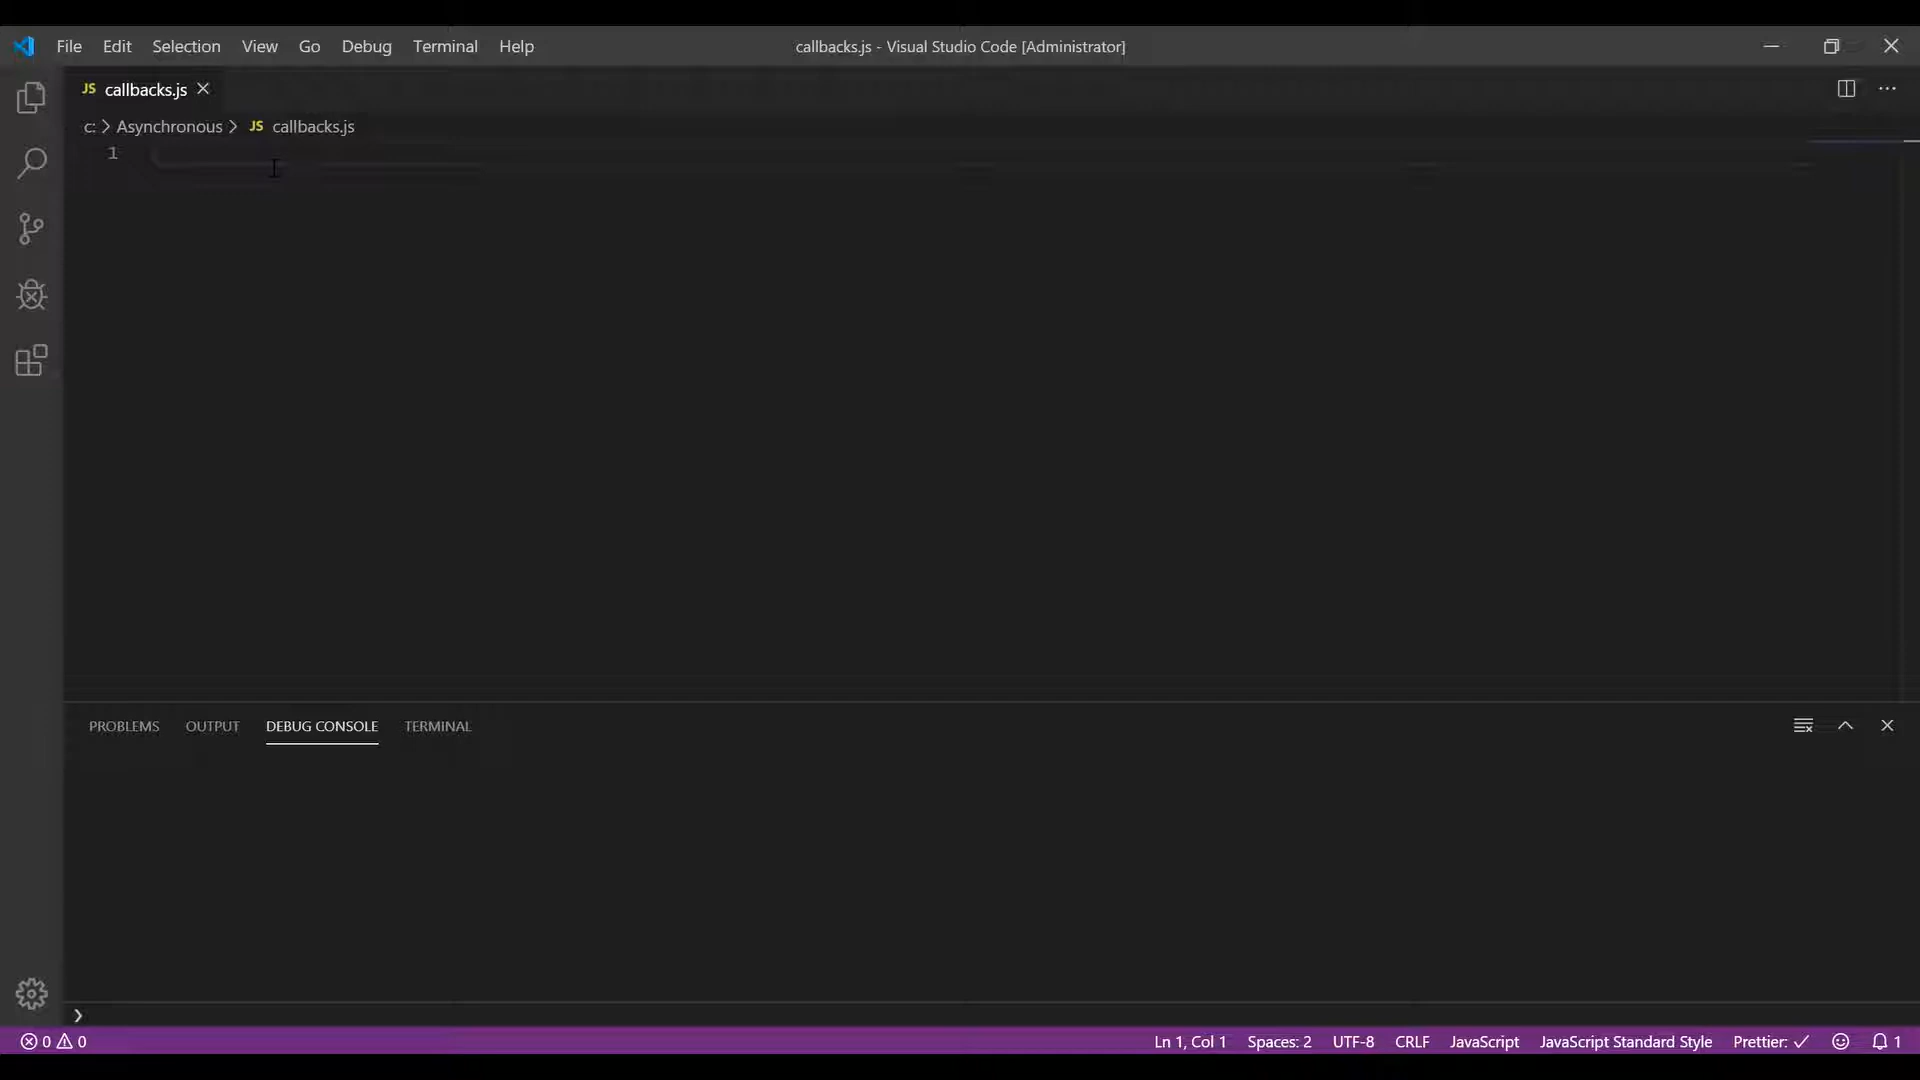 File Edit Selection View Go Debug Terminal Help callbacks.js - Visual Studio Code [Administrator]
JS callbacks.js
c: > Asynchronous > JS callbacks.js
1
PROBLEMS OUTPUT DEBUG CONSOLE TERMINAL
0 0 Ln 1, Col 1 Spaces: 2 UTF-8 CRLF JavaScript JavaScript Standard Style Prettier: ✓ 1